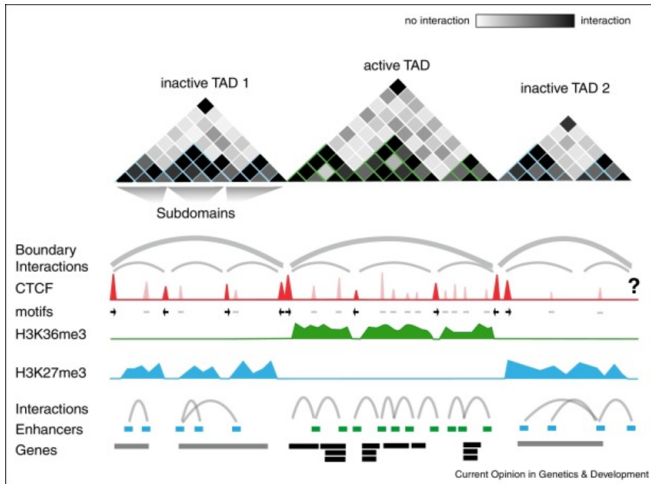 no interaction interaction
active TAD
inactive TAD 1
inactive TAD 2
Subdomains
Boundary
Interactions
CTCF
?
motifs
H3K36me3
H3K27me3
Interactions
Enhancers
Genes
Current Opinion in Genetics & Development